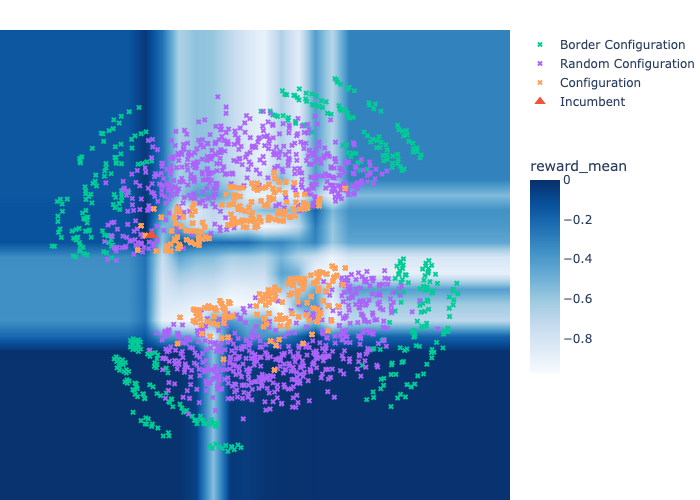 Border Configuration
Random Configuration
Configuration
Incumbent
reward_mean
0
−0.2
−0.4
−0.6
−0.8